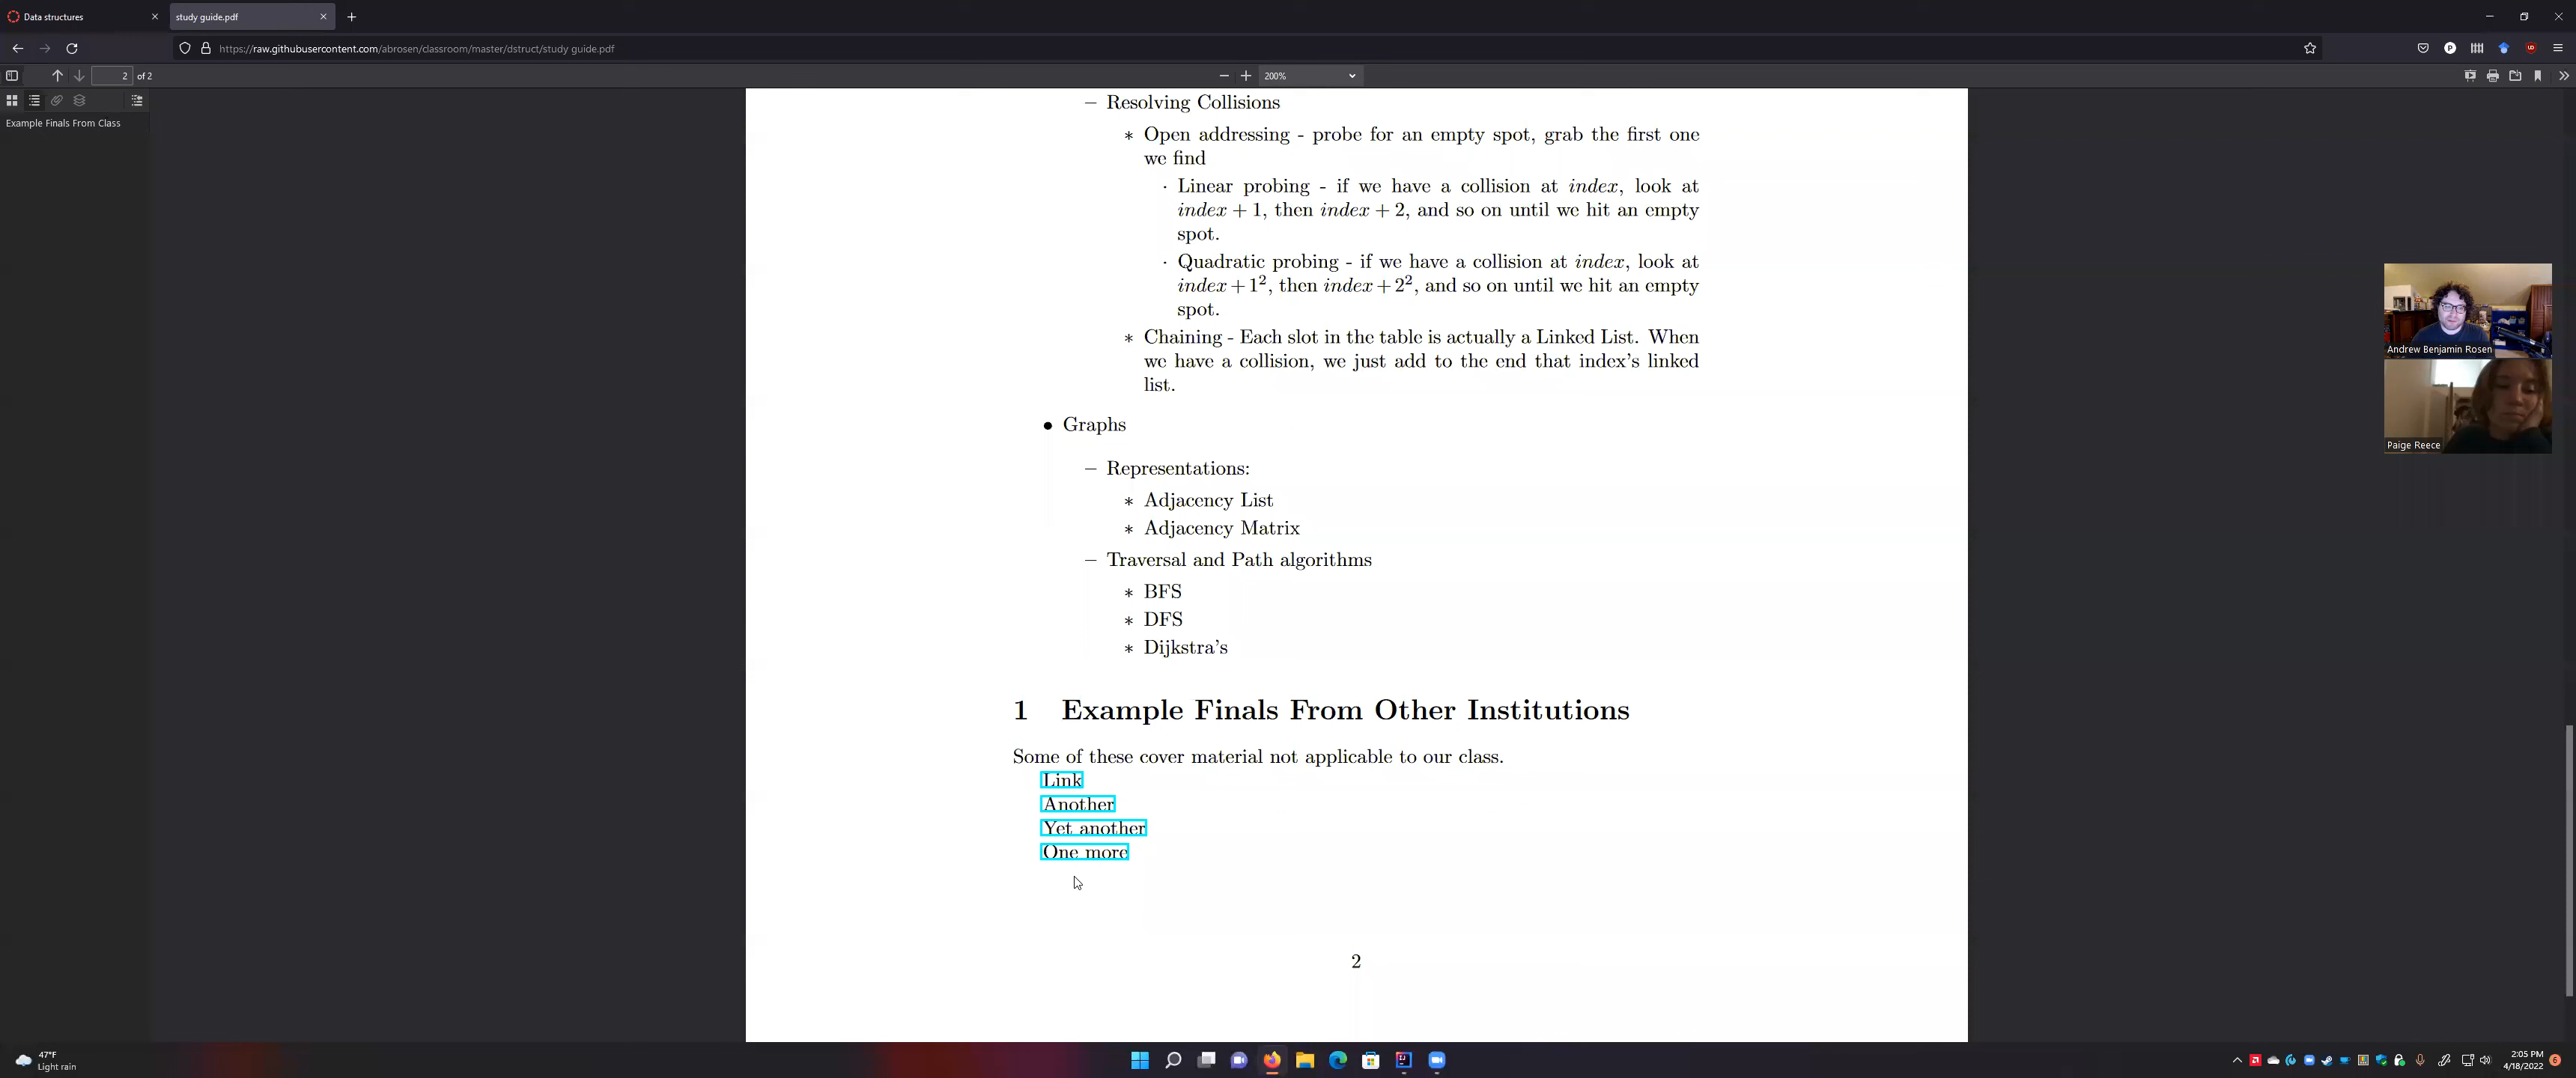 Data structures
study guide.pdf
https://raw.githubusercontent.com/abrosen/classroom/master/dstruct/study guide.pdf
2 of 2
200%
Example Finals From Class
– Resolving Collisions
∗ Open addressing - probe for an empty spot, grab the first one
we find
· Linear probing - if we have a collision at index, look at
index + 1, then index + 2, and so on until we hit an empty
spot.
· Quadratic probing - if we have a collision at index, look at
index + 1², then index + 2², and so on until we hit an empty
spot.
∗ Chaining - Each slot in the table is actually a Linked List. When
we have a collision, we just add to the end that index's linked
list.
• Graphs
– Representations:
∗ Adjacency List
∗ Adjacency Matrix
– Traversal and Path algorithms
∗ BFS
∗ DFS
∗ Dijkstra's
1 Example Finals From Other Institutions
Some of these cover material not applicable to our class.
Link
Another
Yet another
One more
2
Andrew Benjamin Rosen
Paige Reece
47°F
Light rain
2:05 PM
4/18/2022
6